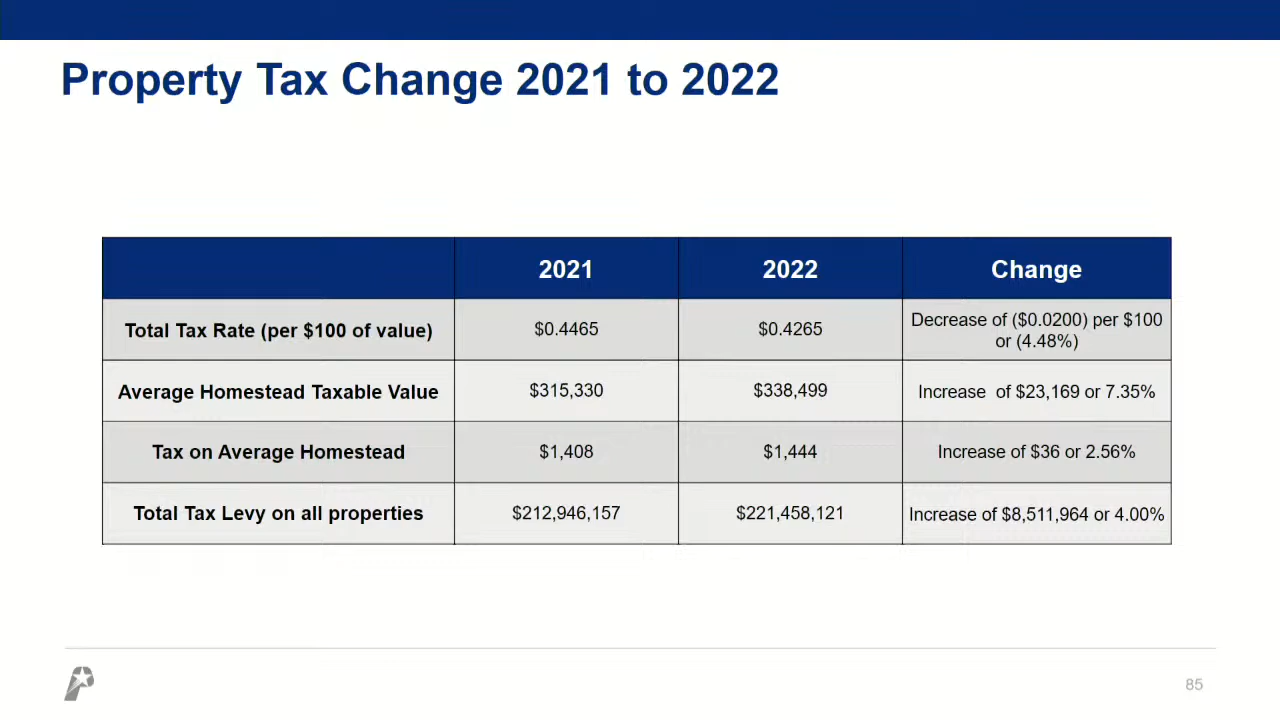 Property Tax Change 2021 to 2022
2021 2022 Change
Total Tax Rate (per $100 of value) $0.4465 $0.4265 Decrease of ($0.0200) per $100
or (4.48%)
Average Homestead Taxable Value $315,330 $338,499 Increase of $23,169 or 7.35%
Tax on Average Homestead $1,408 $1,444 Increase of $36 or 2.56%
Total Tax Levy on all properties $212,946,157 $221,458,121 Increase of $8,511,964 or 4.00%
P
85